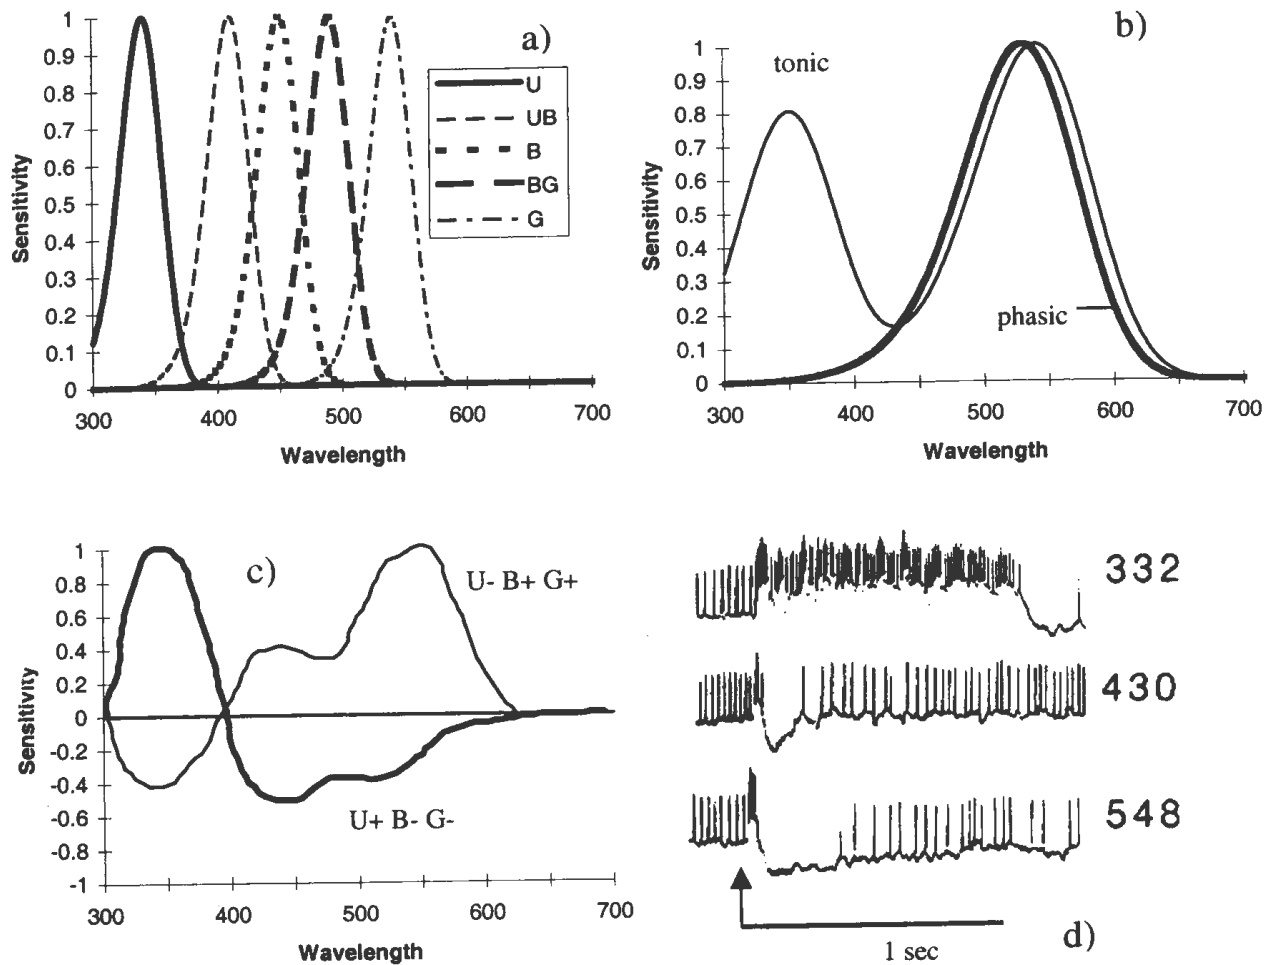 a)
1
0.9
0.8
0.7
0.6
0.5
0.4
0.3
0.2
0.1
0
Sensitivity
U
UB
B
BG
G
300 400 500 600 700
Wavelength
b)
1
0.9
0.8
0.7
0.6
0.5
0.4
0.3
0.2
0.1
0
Sensitivity
tonic
phasic
300 400 500 600 700
Wavelength
c)
1
0.8
0.6
0.4
0.2
0
-0.2
-0.4
-0.6
-0.8
-1
Sensitivity
U- B+ G+
U+ B- G-
300 400 500 600 700
Wavelength
332
430
548
1 sec
d)